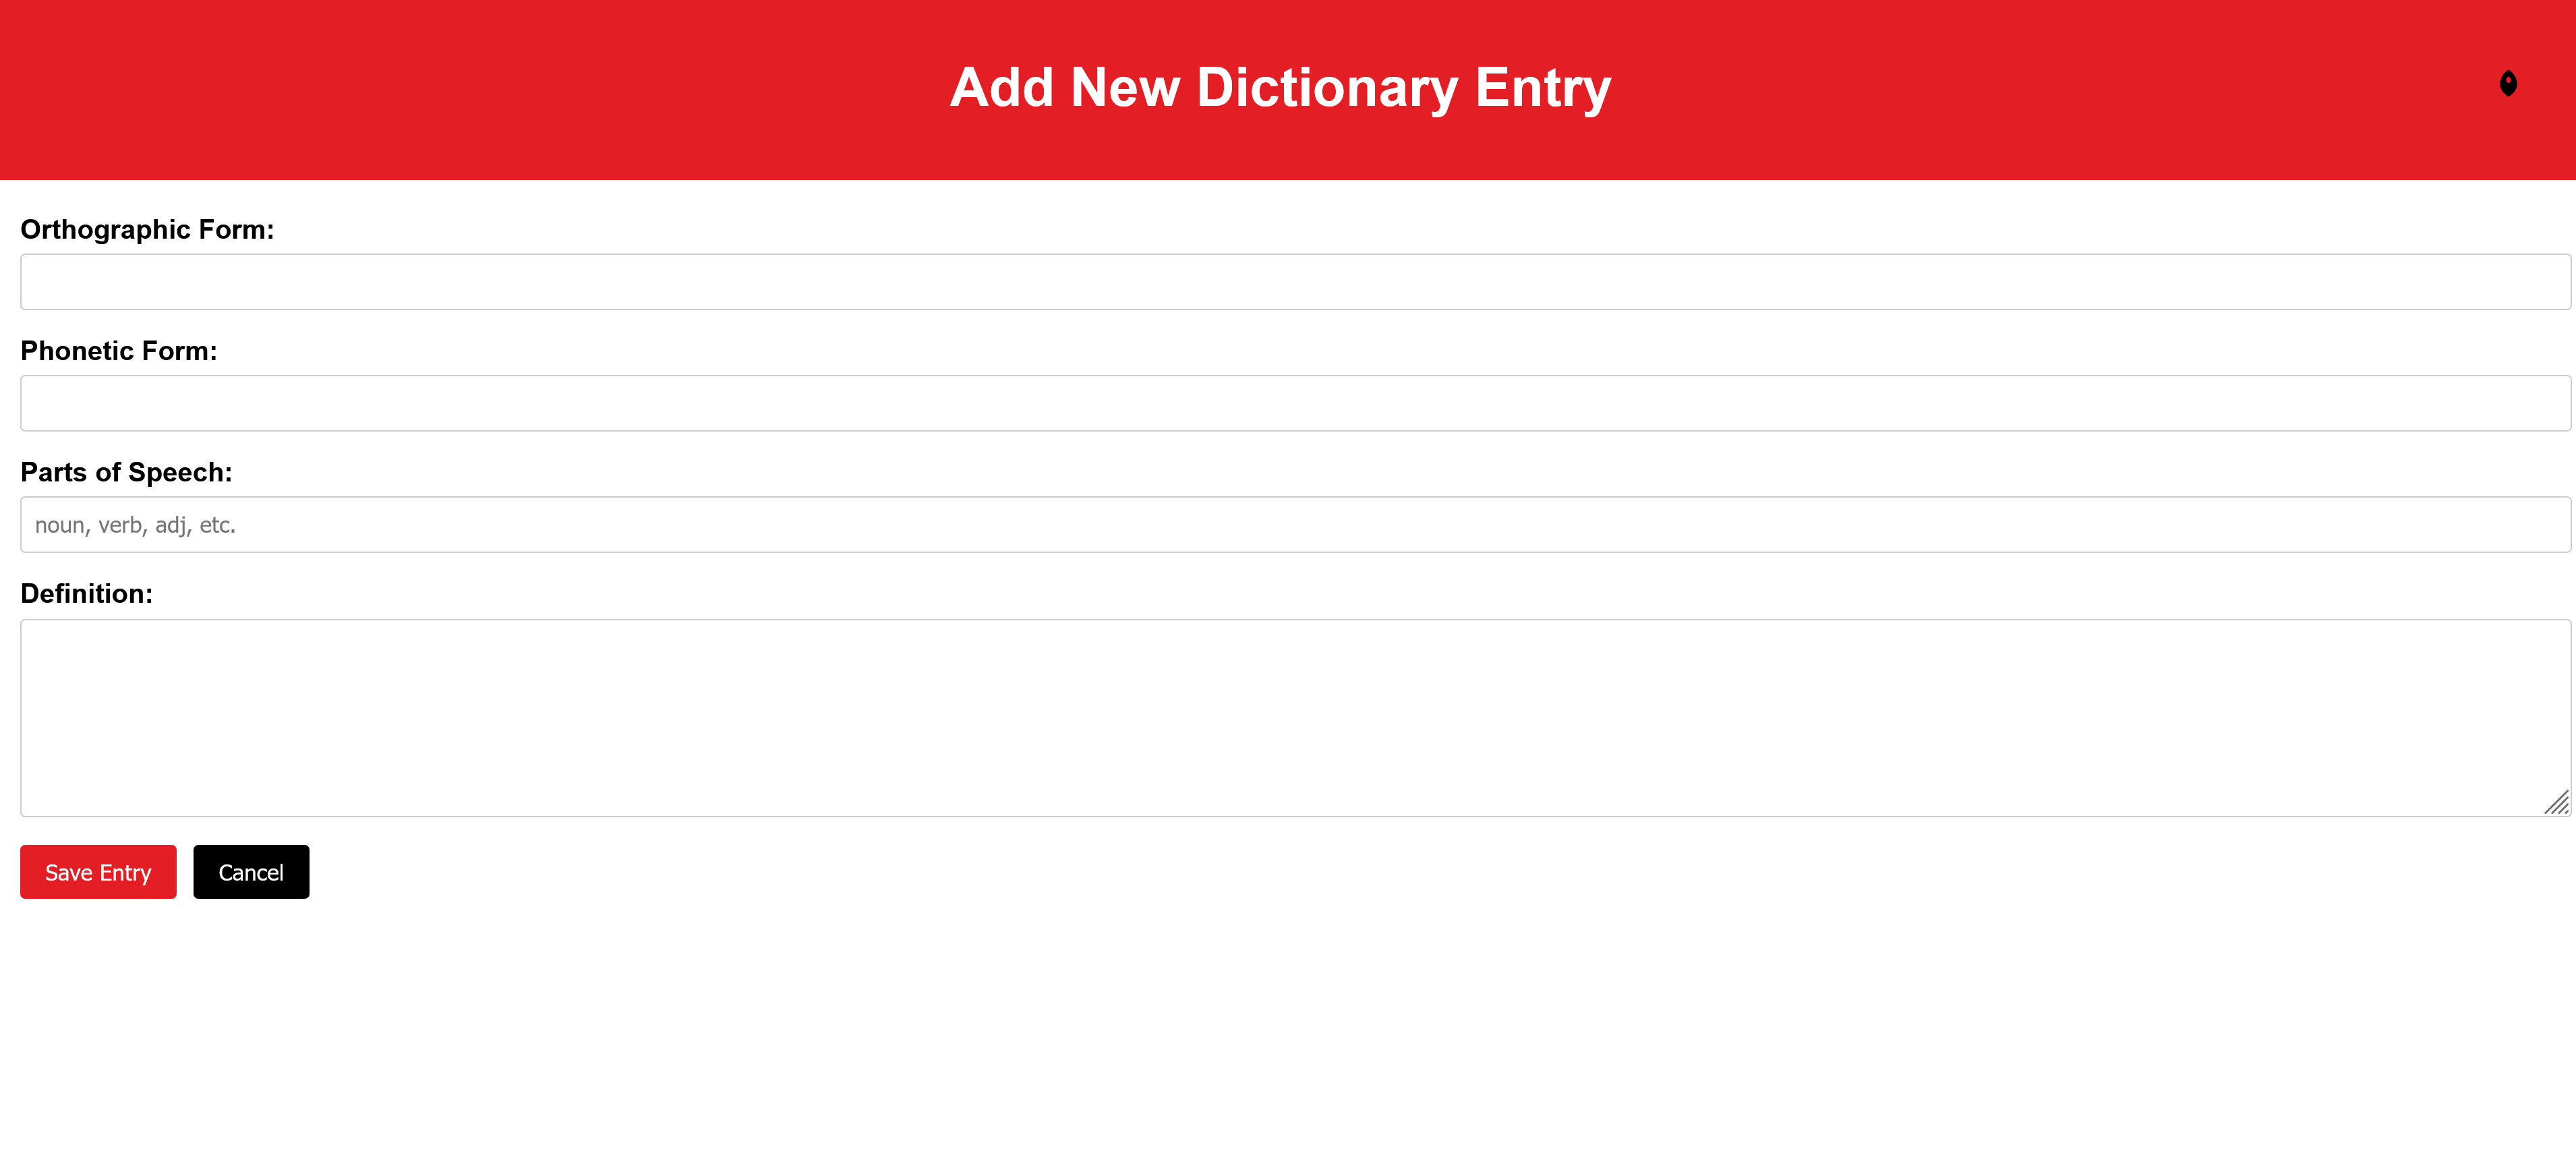 Add New Dictionary Entry
Orthographic Form:
Phonetic Form:
Parts of Speech:
noun, verb, adj, etc.
Definition:
Save Entry Cancel